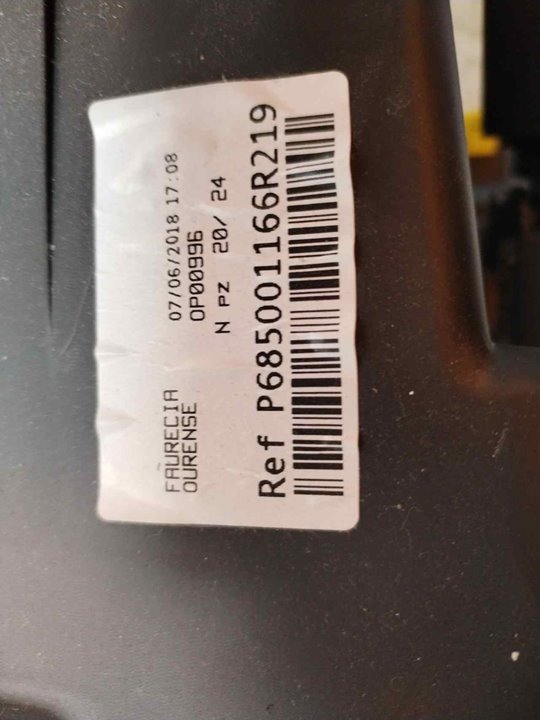 FAURECIA 07/06/2018 17:08
OURENSE OP00996
N PZ 20/ 24
Ref P685001166R219